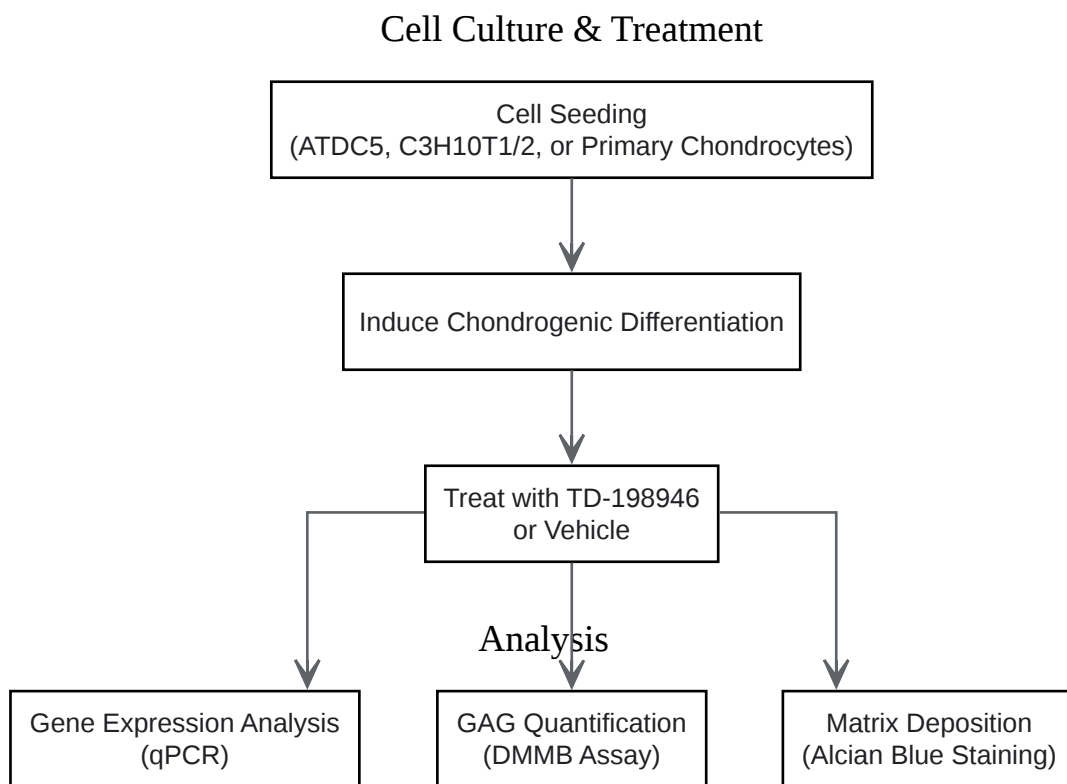 Cell Culture & Treatment
Cell Seeding
(ATDC5, C3H10T1/2, or Primary Chondrocytes)
Induce Chondrogenic Differentiation
Treat with TD-198946
or Vehicle
Analysis
Gene Expression Analysis
(qPCR)
GAG Quantification
(DMMB Assay)
Matrix Deposition
(Alcian Blue Staining)